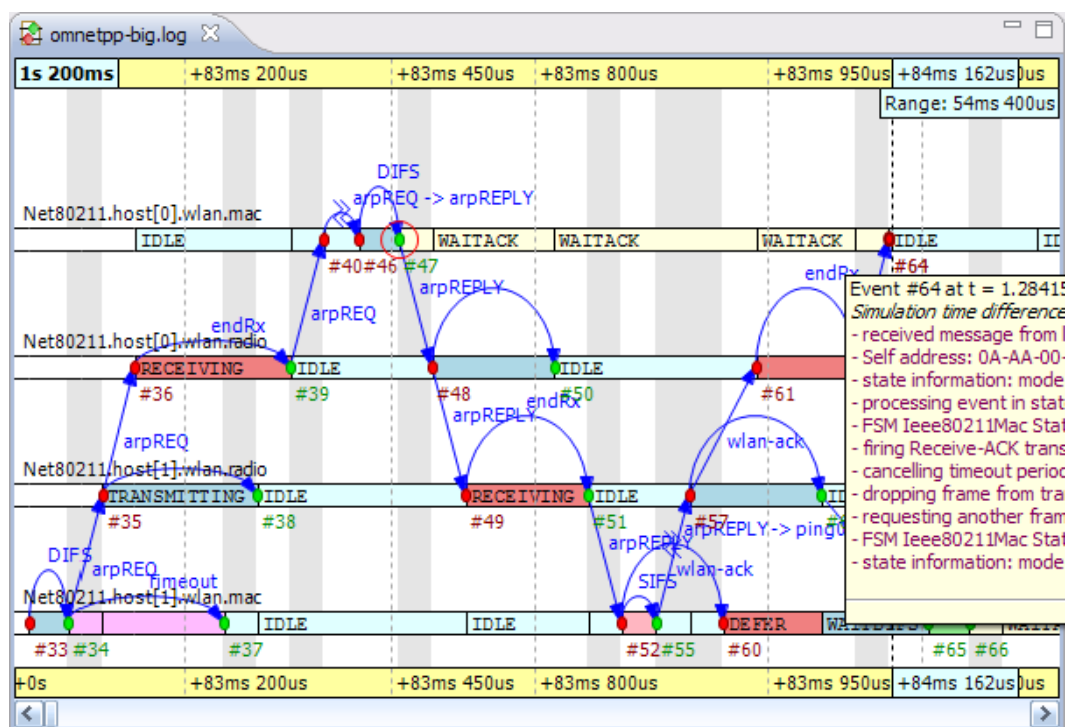 omnetpp-big.log
1s 200ms
+83ms 200us
+83ms 450us
+83ms 800us
+83ms 950us
+84ms 162us
us
Range: 54ms 400us
DIFS
arpREQ -> arpREPLY
Net80211.host[0].wlan.mac
IDLE
WAITACK
WAITACK
WAITACK
IDLE
#40
#46
#47
#64
arpREPLY
endRx
arpREQ
endRx
Net80211.host[0].wlan.radio
RECEIVING
IDLE
#36
#39
#48
#50
#61
arpREPLY
endRx
arpREQ
wlan-ack
Net80211.host[1].wlan.radio
TRANSMITTING
IDLE
RECEIVING
IDLE
#35
#38
#49
#51
#57
arpREPLY -> ping0
DIFS
arpREPLY
arpREQ
wlan-ack
timeout
SIFS
Net80211.host[1].wlan.mac
IDLE
IDLE
DEFER
#33
#34
#37
#52
#55
#60
#65
#66
Event #64 at t = 1.28415
Simulation time difference
- received message from l
- Self address: 0A-AA-00-
- state information: mode
- processing event in stat
- FSM Ieee80211Mac Stat
- firing Receive-ACK trans
- cancelling timeout period
- dropping frame from tran
- requesting another fram
- FSM Ieee80211Mac Stat
- state information: mode
+0s
+83ms 200us
+83ms 450us
+83ms 800us
+83ms 950us
+84ms 162us
us